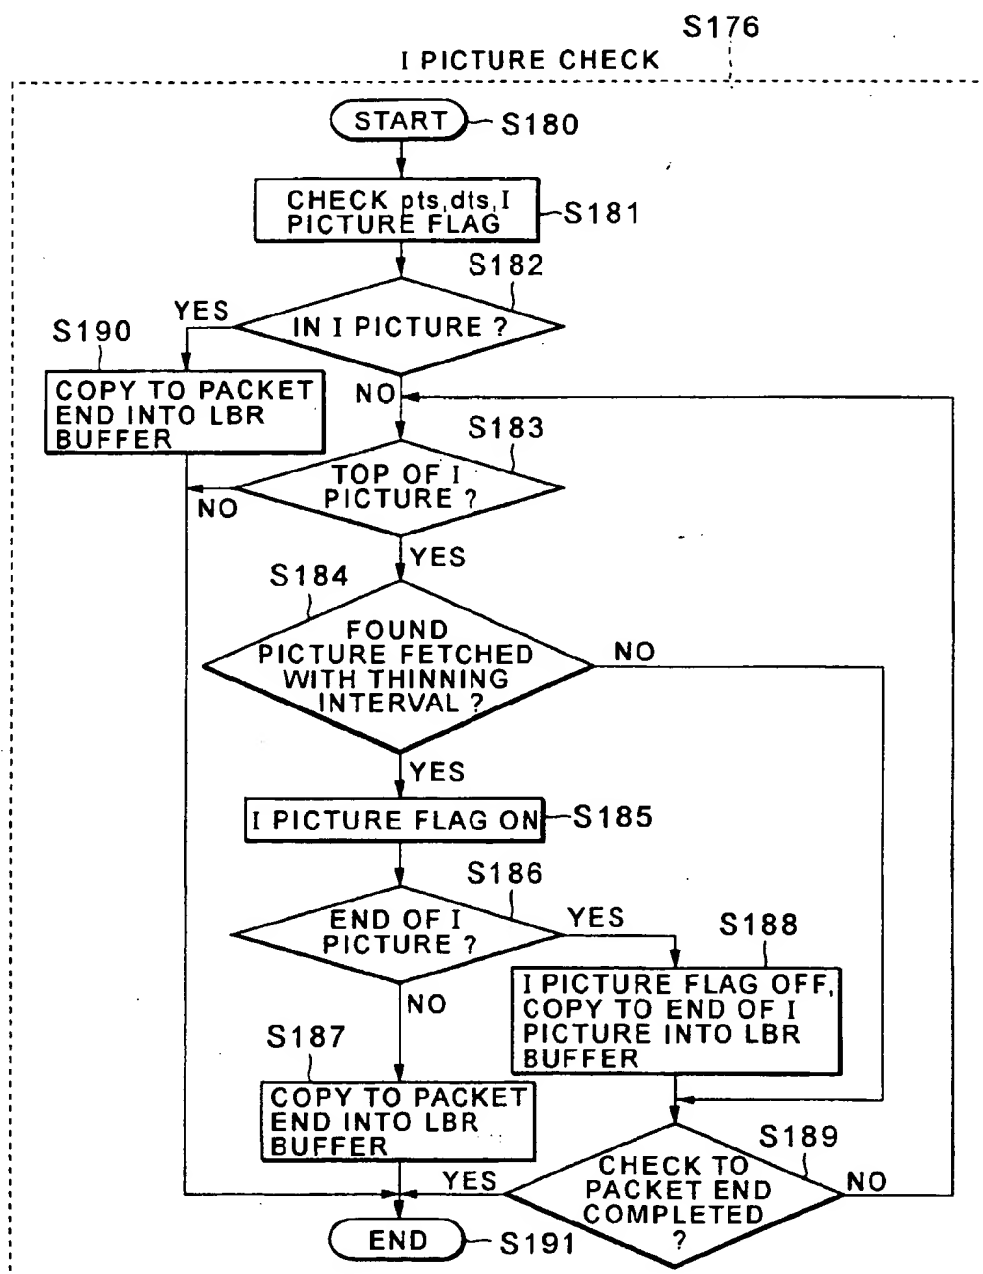 S176
I PICTURE CHECK
START
S180
CHECK pts,dts,I
PICTURE FLAG
S181
S182
IN I PICTURE ?
YES
NO
S190
COPY TO PACKET
END INTO LBR
BUFFER
S183
TOP OF I
PICTURE ?
NO
YES
S184
FOUND
PICTURE FETCHED
WITH THINNING
INTERVAL ?
NO
YES
I PICTURE FLAG ON
S185
S186
END OF I
PICTURE ?
YES
NO
S188
I PICTURE FLAG OFF,
COPY TO END OF I
PICTURE INTO LBR
BUFFER
S187
COPY TO PACKET
END INTO LBR
BUFFER
S189
CHECK TO
PACKET END
COMPLETED
?
YES
NO
END
S191